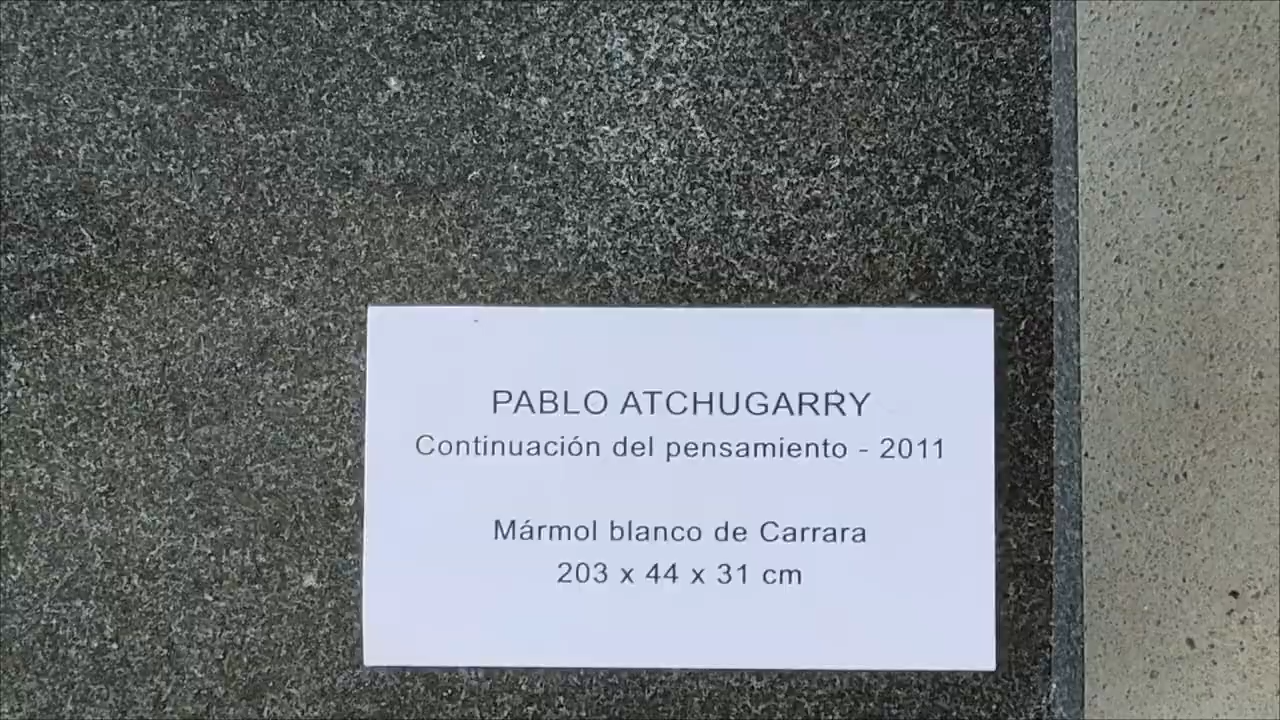 PABLO ATCHUGARRY
Continuación del pensamiento - 2011
Mármol blanco de Carrara
203 x 44 x 31 cm